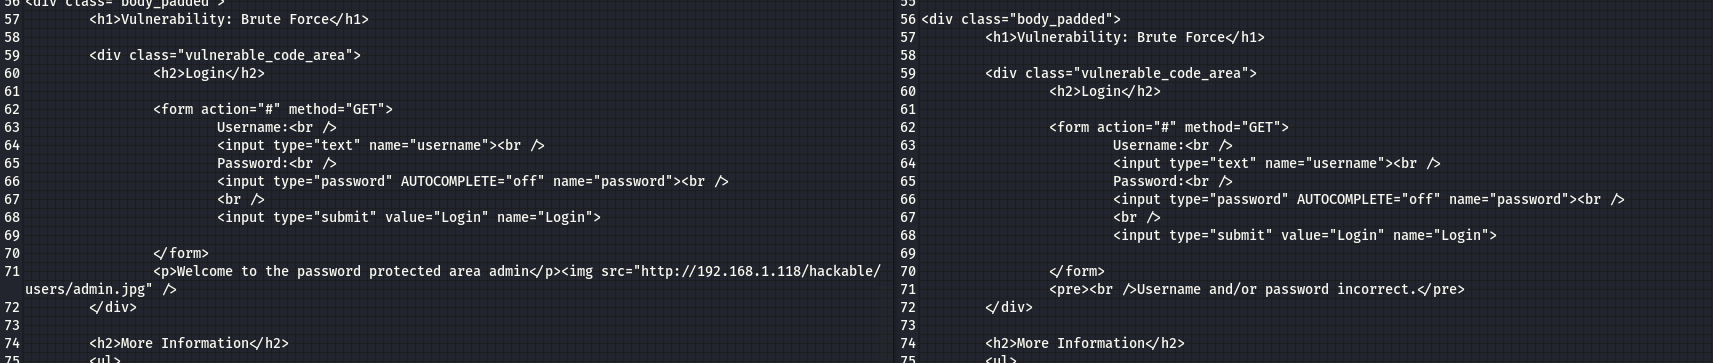 56 <div class="body_padded">
57 <h1>Vulnerability: Brute Force</h1>
58
59 <div class="vulnerable_code_area">
60 <h2>Login</h2>
61
62 <form action="#" method="GET">
63 Username:<br />
64 <input type="text" name="username"><br />
65 Password:<br />
66 <input type="password" AUTOCOMPLETE="off" name="password"><br />
67 <br />
68 <input type="submit" value="Login" name="Login">
69
70 </form>
71 <p>Welcome to the password protected area admin</p><img src="http://192.168.1.118/hackable/
users/admin.jpg" />
72 </div>
73
74 <h2>More Information</h2>
75 <ul>
55
56 <div class="body_padded">
57 <h1>Vulnerability: Brute Force</h1>
58
59 <div class="vulnerable_code_area">
60 <h2>Login</h2>
61
62 <form action="#" method="GET">
63 Username:<br />
64 <input type="text" name="username"><br />
65 Password:<br />
66 <input type="password" AUTOCOMPLETE="off" name="password"><br />
67 <br />
68 <input type="submit" value="Login" name="Login">
69
70 </form>
71 <pre><br />Username and/or password incorrect.</pre>
72 </div>
73
74 <h2>More Information</h2>
75 <ul>